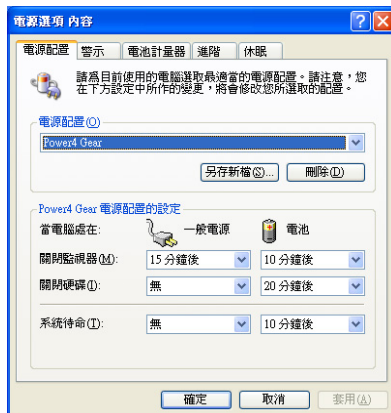 電源選項 內容
電源配置 警示 電池計量器 進階 休眠
請為目前使用的電腦選取最適當的電源配置。請注意，您
在下方設定中所作的變更，將會修改您所選取的配置。
電源配置(O)
Power4 Gear
另存新檔(S)... 刪除(D)
Power4 Gear 電源配置的設定
當電腦處在: 一般電源 電池
關閉監視器(M): 15 分鐘後 10 分鐘後
關閉硬碟(I): 無 20 分鐘後
系統待命(T): 無 10 分鐘後
確定 取消 套用(A)